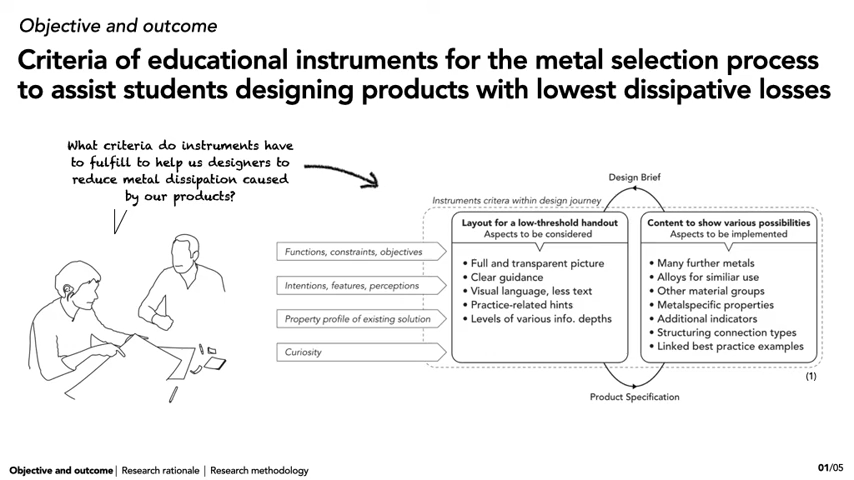 Objective and outcome
Criteria of educational instruments for the metal selection process
to assist students designing products with lowest dissipative losses
What criteria do instruments have
to fulfill to help us designers to
reduce metal dissipation caused
by our products?
Design Brief
Instruments critera within design journey
Functions, constraints, objectives
Intentions, features, perceptions
Property profile of existing solution
Curiosity
Layout for a low-threshold handout
Aspects to be considered
• Full and transparent picture
• Clear guidance
• Visual language, less text
• Practice-related hints
• Levels of various info. depths
Content to show various possibilities
Aspects to be implemented
• Many further metals
• Alloys for similiar use
• Other material groups
• Metalspecific properties
• Additional indicators
• Structuring connection types
• Linked best practice examples
(1)
Product Specification
Objective and outcome | Research rationale | Research methodology
01/05